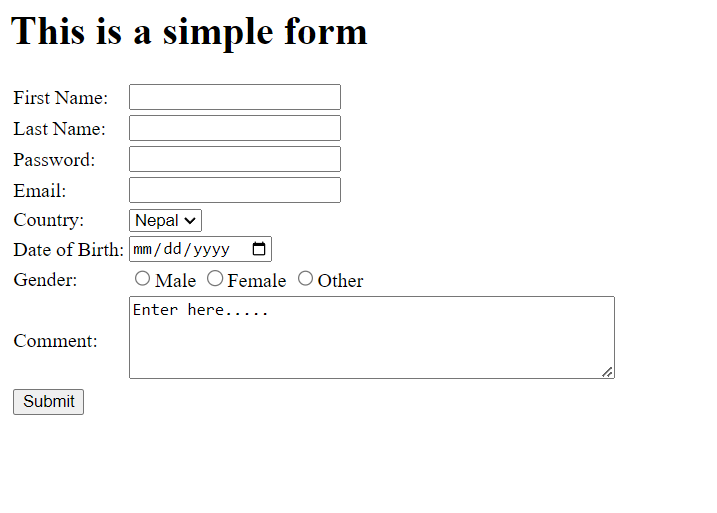 This is a simple form
First Name:
Last Name:
Password:
Email:
Country: Nepal
Date of Birth: mm/dd/yyyy
Gender: Male Female Other
Enter here.....
Comment:
Submit